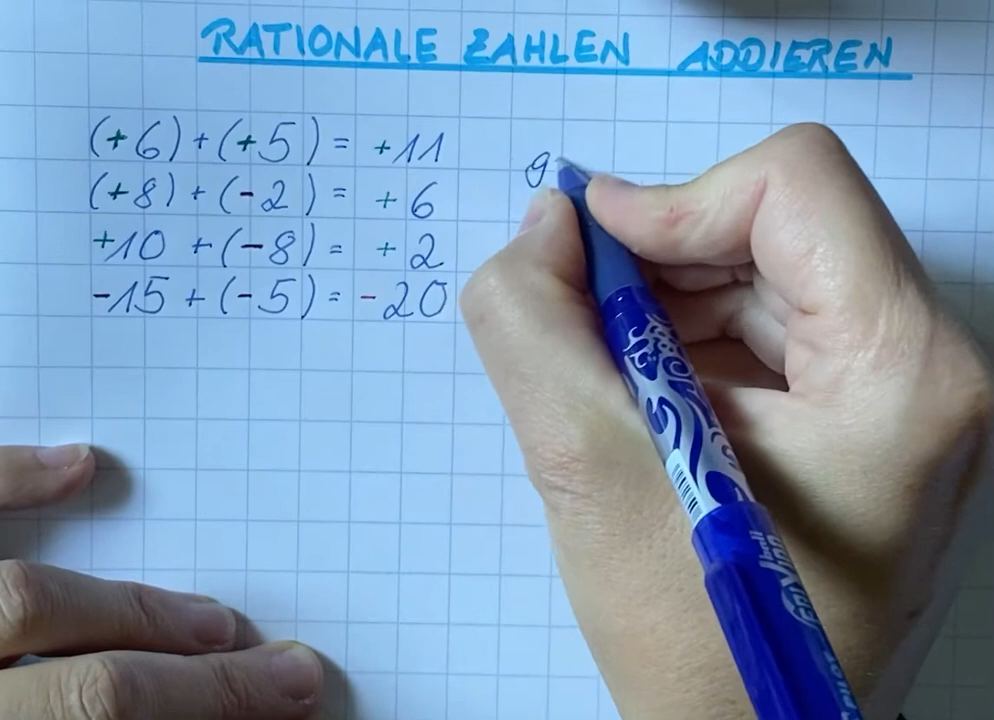 RATIONALE ZAHLEN ADDIEREN
(+6) + (+5) = +11
(+8) + (-2) = +6
+10 + (-8) = +2
-15 + (-5) = -20
g